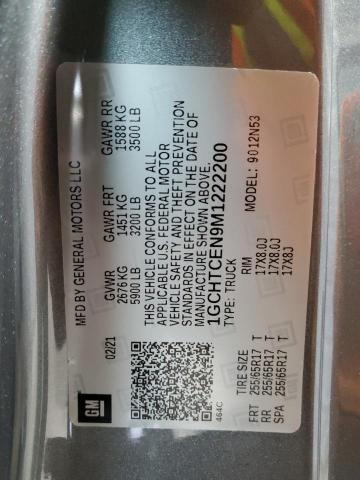 MFD BY GENERAL MOTORS LLC
02/21 GVWR GAWR FRT GAWR RR
2676 KG 1451 KG 1588 KG
5900 LB 3200 LB 3500 LB
THIS VEHICLE CONFORMS TO ALL
APPLICABLE U.S. FEDERAL MOTOR
VEHICLE SAFETY AND THEFT PREVENTION
STANDARDS IN EFFECT ON THE DATE OF
MANUFACTURE SHOWN ABOVE.
1GCHTCEN9M1222200
TYPE: TRUCK MODEL: 9012N53
GM
464C
TIRE SIZE RIM
FRT 255/65R17 T 17X8.0J
RR 255/65R17 T 17X8.0J
SPA 255/65R17 T 17X8J